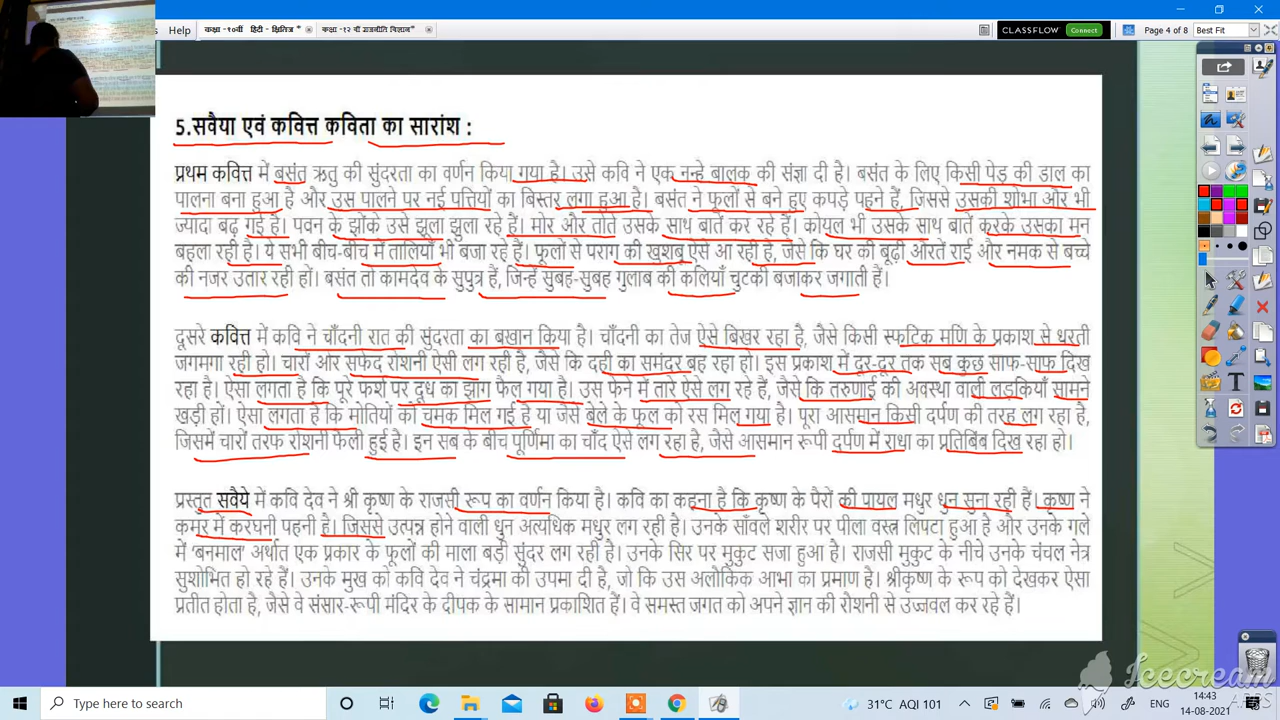 Help
कक्षा -१०वीं हिंदी - क्षितिज *
कक्षा -१२ वीं राजनीति विज्ञान*
CLASSFLOW
Connect
Page 4 of 8
Best Fit
5.सवैया एवं कवित्त कविता का सारांश :
प्रथम कवित्त में बसंत ऋतु की सुंदरता का वर्णन किया गया है। उसे कवि ने एक नन्हे बालक की संज्ञा दी है। बसंत के लिए किसी पेड़ की डाल का
पालना बना हुआ है और उस पालने पर नई पत्तियों का बिस्तर लगा हुआ है। बसंत ने फूलों से बने हुए कपड़े पहने हैं, जिससे उसकी शोभा और भी
ज्यादा बढ़ गई है। पवन के झोंके उसे झूला झुला रहे हैं। मोर और तोते उसके साथ बातें कर रहे हैं। कोयल भी उसके साथ बातें करके उसका मन
बहला रही है। ये सभी बीच-बीच में तालियाँ भी बजा रहे हैं। फूलों से पराग की खुशबू ऐसे आ रही है, जैसे कि घर की बूढ़ी औरतें राई और नमक से बच्चे
की नजर उतार रही हों। बसंत तो कामदेव के सुपुत्र हैं, जिन्हें सुबह-सुबह गुलाब की कलियाँ चुटकी बजाकर जगाती हैं।
दूसरे कवित्त में कवि ने चाँदनी रात की सुंदरता का बखान किया है। चाँदनी का तेज ऐसे बिखर रहा है, जैसे किसी स्फटिक मणि के प्रकाश से धरती
जगमगा रही हो। चारों ओर सफेद रोशनी ऐसी लग रही है, जैसे कि दही का समंदर बह रहा हो। इस प्रकाश में दूर-दूर तक सब कुछ साफ-साफ दिख
रहा है। ऐसा लगता है कि पूरे फर्श पर दूध का झाग फेल गया है। उस फेन में तारे ऐसे लग रहे हैं, जैसे कि तरुणाई की अवस्था वाली लड़कियाँ सामने
खड़ी हों। ऐसा लगता है कि मोतियों को चमक मिल गई है या जैसे बेले के फूल को रस मिल गया है। पूरा आसमान किसी दर्पण की तरह लग रहा है,
जिसमें चारों तरफ रोशनी फैली हुई है। इन सब के बीच पूर्णिमा का चाँद ऐसे लग रहा है, जैसे आसमान रूपी दर्पण में राधा का प्रतिबिंब दिख रहा हो।
प्रस्तुत सवैये में कवि देव ने श्री कृष्ण के राजसी रूप का वर्णन किया है। कवि का कहना है कि कृष्ण के पैरों की पायल मधुर धुन सुना रही हैं। कृष्ण ने
कमर में करघनी पहनी है। जिससे उत्पन्न होने वाली धुन अत्यधिक मधुर लग रही है। उनके साँवले शरीर पर पीला वस्त्र लिपटा हुआ है और उनके गले
में ‘बनमाल’ अर्थात एक प्रकार के फूलों की माला बड़ी सुंदर लग रही है। उनके सिर पर मुकुट सजा हुआ है। राजसी मुकुट के नीचे उनके चंचल नेत्र
सुशोभित हो रहे हैं। उनके मुख को कवि देव ने चंद्रमा की उपमा दी है, जो कि उस अलौकिक आभा का प्रमाण है। श्रीकृष्ण के रूप को देखकर ऐसा
प्रतीत होता है, जैसे वे संसार-रूपी मंदिर के दीपक के सामान प्रकाशित हैं। वे समस्त जगत को अपने ज्ञान की रौशनी से उज्जवल कर रहे हैं।
Icecream
APPS
Type here to search
31°C AQI 101
ENG
14:43
14-08-2021